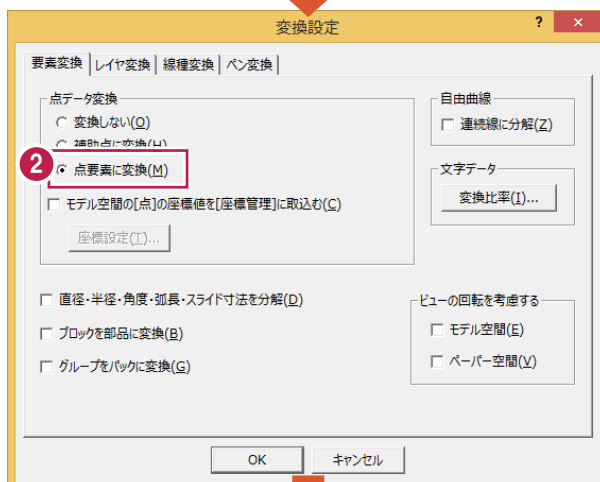 変換設定
? ×
要素変換 レイヤ変換 線種変換 ペン変換
点データ変換
変換しない(O)
補助点に変換(H)
2 点要素に変換(M)
モデル空間の[点]の座標値を[座標管理]に取込む(C)
座標設定(T)...
自由曲線
連続線に分解(Z)
文字データ
変換比率(I)...
直径・半径・角度・弧長・スライド寸法を分解(D)
ブロックを部品に変換(B)
グループをパックに変換(G)
ビューの回転を考慮する
モデル空間(E)
ペーパー空間(V)
OK キャンセル